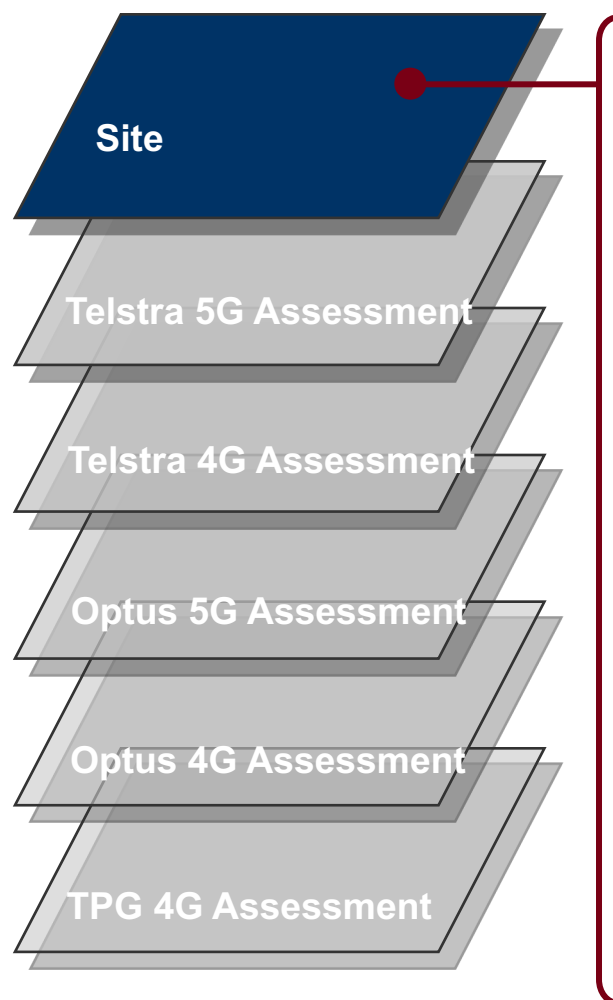 Site
Telstra 5G Assessment
Telstra 4G Assessment
Optus 5G Assessment
Optus 4G Assessment
TPG 4G Assessment